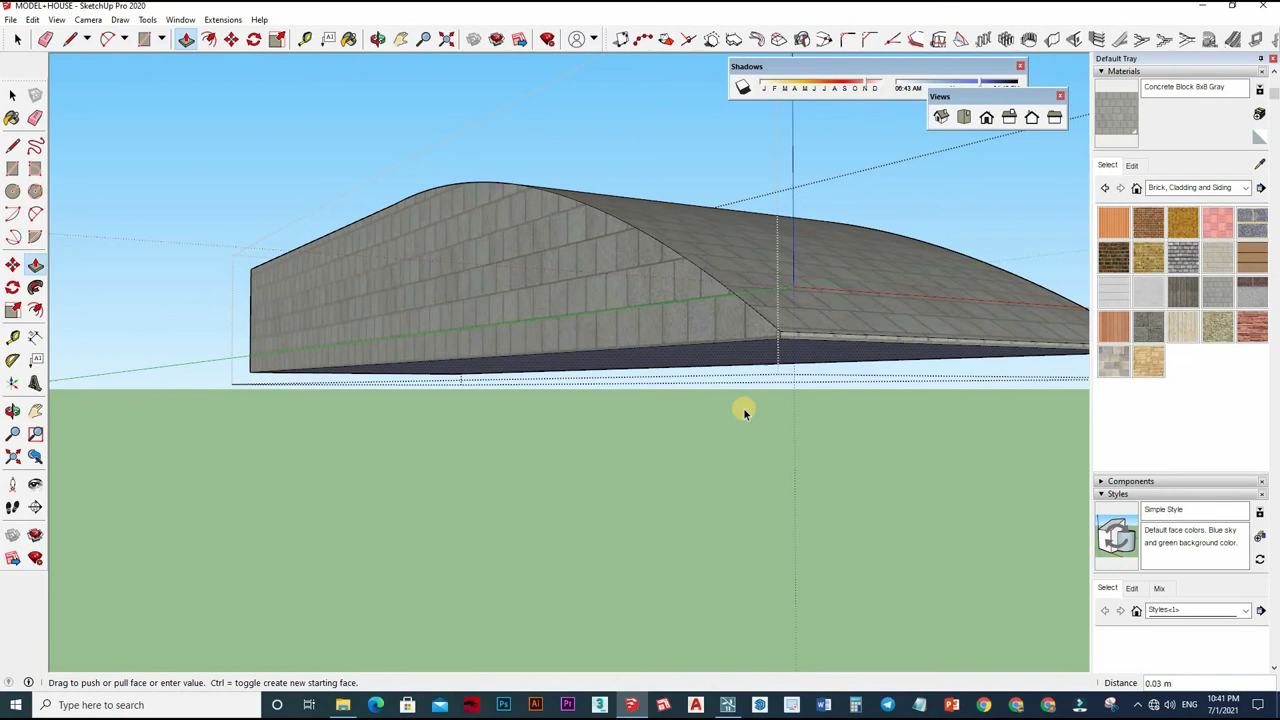 MODEL+HOUSE - SketchUp Pro 2020
File Edit View Camera Draw Tools Window Extensions Help
Default Tray
Shadows
Materials
J F M A M J J A S O N D 06:43 AM
Concrete Block 8x8 Gray
Views
Select Edit
Brick, Cladding and Siding
Components
Styles
Simple Style
Default face colors. Blue sky
and green background color.
Select Edit Mix
Styles<1>
Drag to push or pull face or enter value. Ctrl = toggle create new starting face.
Distance 0.03 m
Type here to search
ENG
10:41 PM
7/1/2021